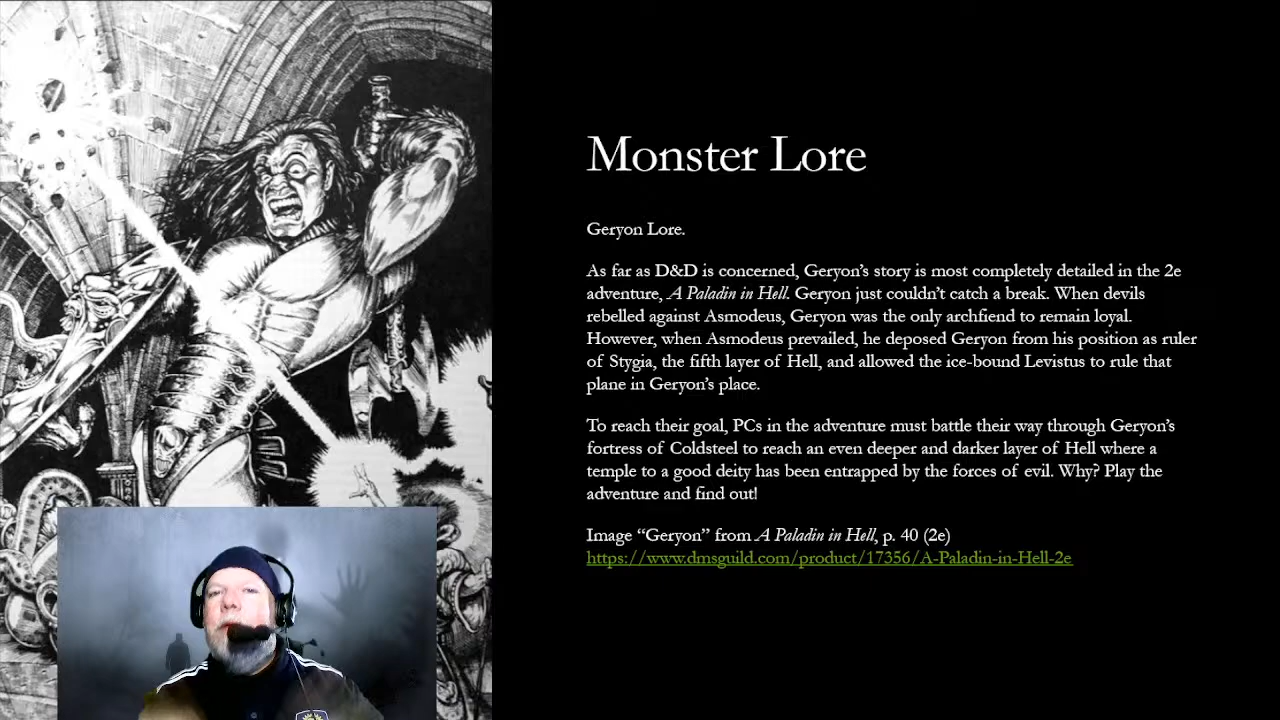 Monster Lore
Geryon Lore.
As far as D&D is concerned, Geryon’s story is most completely detailed in the 2e
adventure, A Paladin in Hell. Geryon just couldn’t catch a break. When devils
rebelled against Asmodeus, Geryon was the only archfiend to remain loyal.
However, when Asmodeus prevailed, he deposed Geryon from his position as ruler
of Stygia, the fifth layer of Hell, and allowed the ice-bound Levistus to rule that
plane in Geryon’s place.
To reach their goal, PCs in the adventure must battle their way through Geryon’s
fortress of Coldsteel to reach an even deeper and darker layer of Hell where a
temple to a good deity has been entrapped by the forces of evil. Why? Play the
adventure and find out!
Image “Geryon” from A Paladin in Hell, p. 40 (2e)
https://www.dmsguild.com/product/17356/A-Paladin-in-Hell-2e